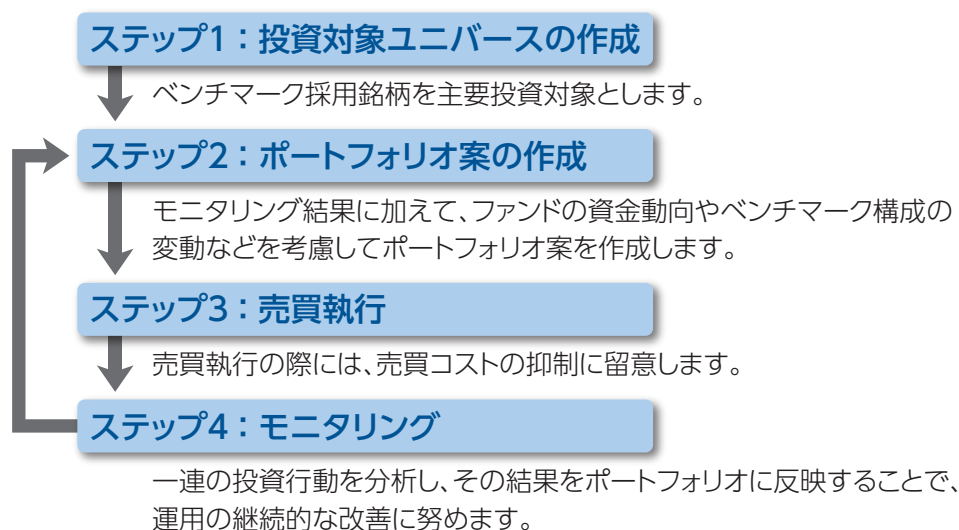 ステップ1：投資対象ユニバースの作成
ベンチマーク採用銘柄を主要投資対象とします。
ステップ2：ポートフォリオ案の作成
モニタリング結果に加えて、ファンドの資金動向やベンチマーク構成の
変動などを考慮してポートフォリオ案を作成します。
ステップ3：売買執行
売買執行の際には、売買コストの抑制に留意します。
ステップ4：モニタリング
一連の投資行動を分析し、その結果をポートフォリオに反映することで、
運用の継続的な改善に努めます。